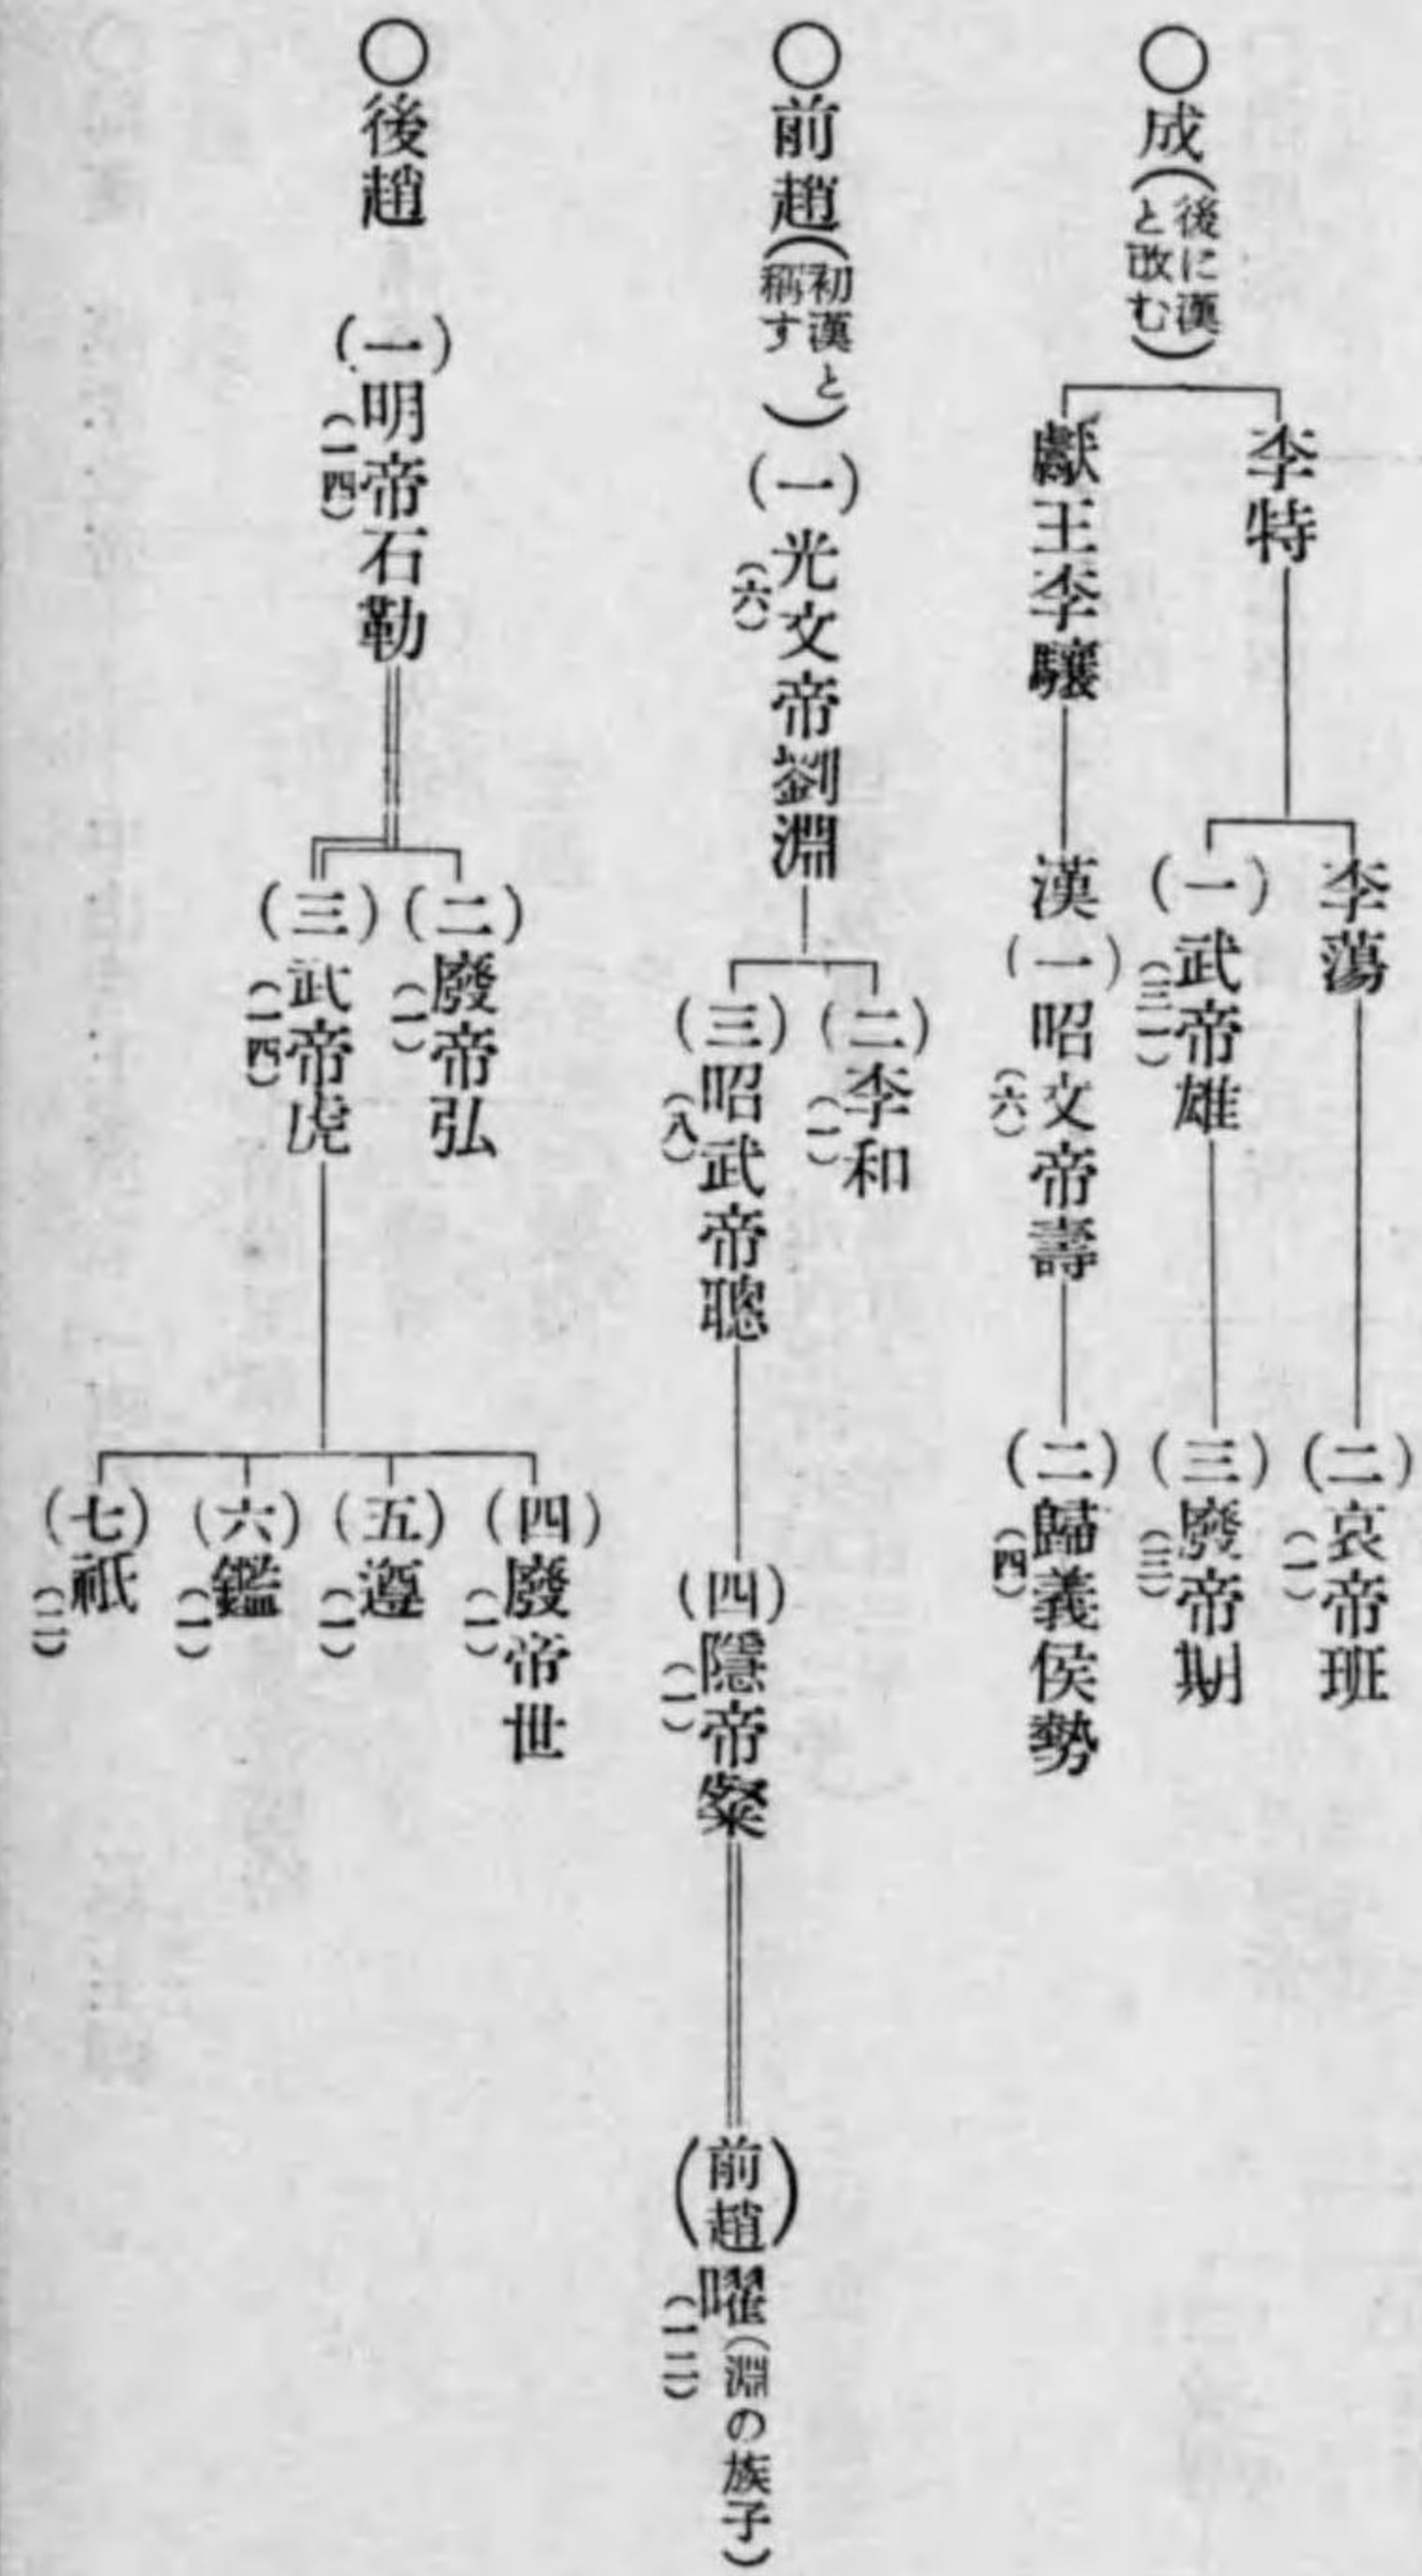 ○成(後に漢と改む)
李特
李蕩
(二)哀帝班
(一)
(一)武帝雄
(三一)
(三)廢帝期
(三)
獻王李驤
漢(一)昭文帝壽
(六)
(二)歸義侯勢
(四)
○前趙(初漢と稱す)
(一)光文帝劉淵
(六)
(二)李和
(一)
(三)昭武帝聰
(八)
(四)隱帝粲
(一)
(前趙)曜(淵の族子)
(一二)
○後趙
(一)明帝石勒
(一四)
(二)廢帝弘
(一)
(三)武帝虎
(一四)
(四)廢帝世
(一)
(五)遵
(一)
(六)鑑
(一)
(七)祇
(二)